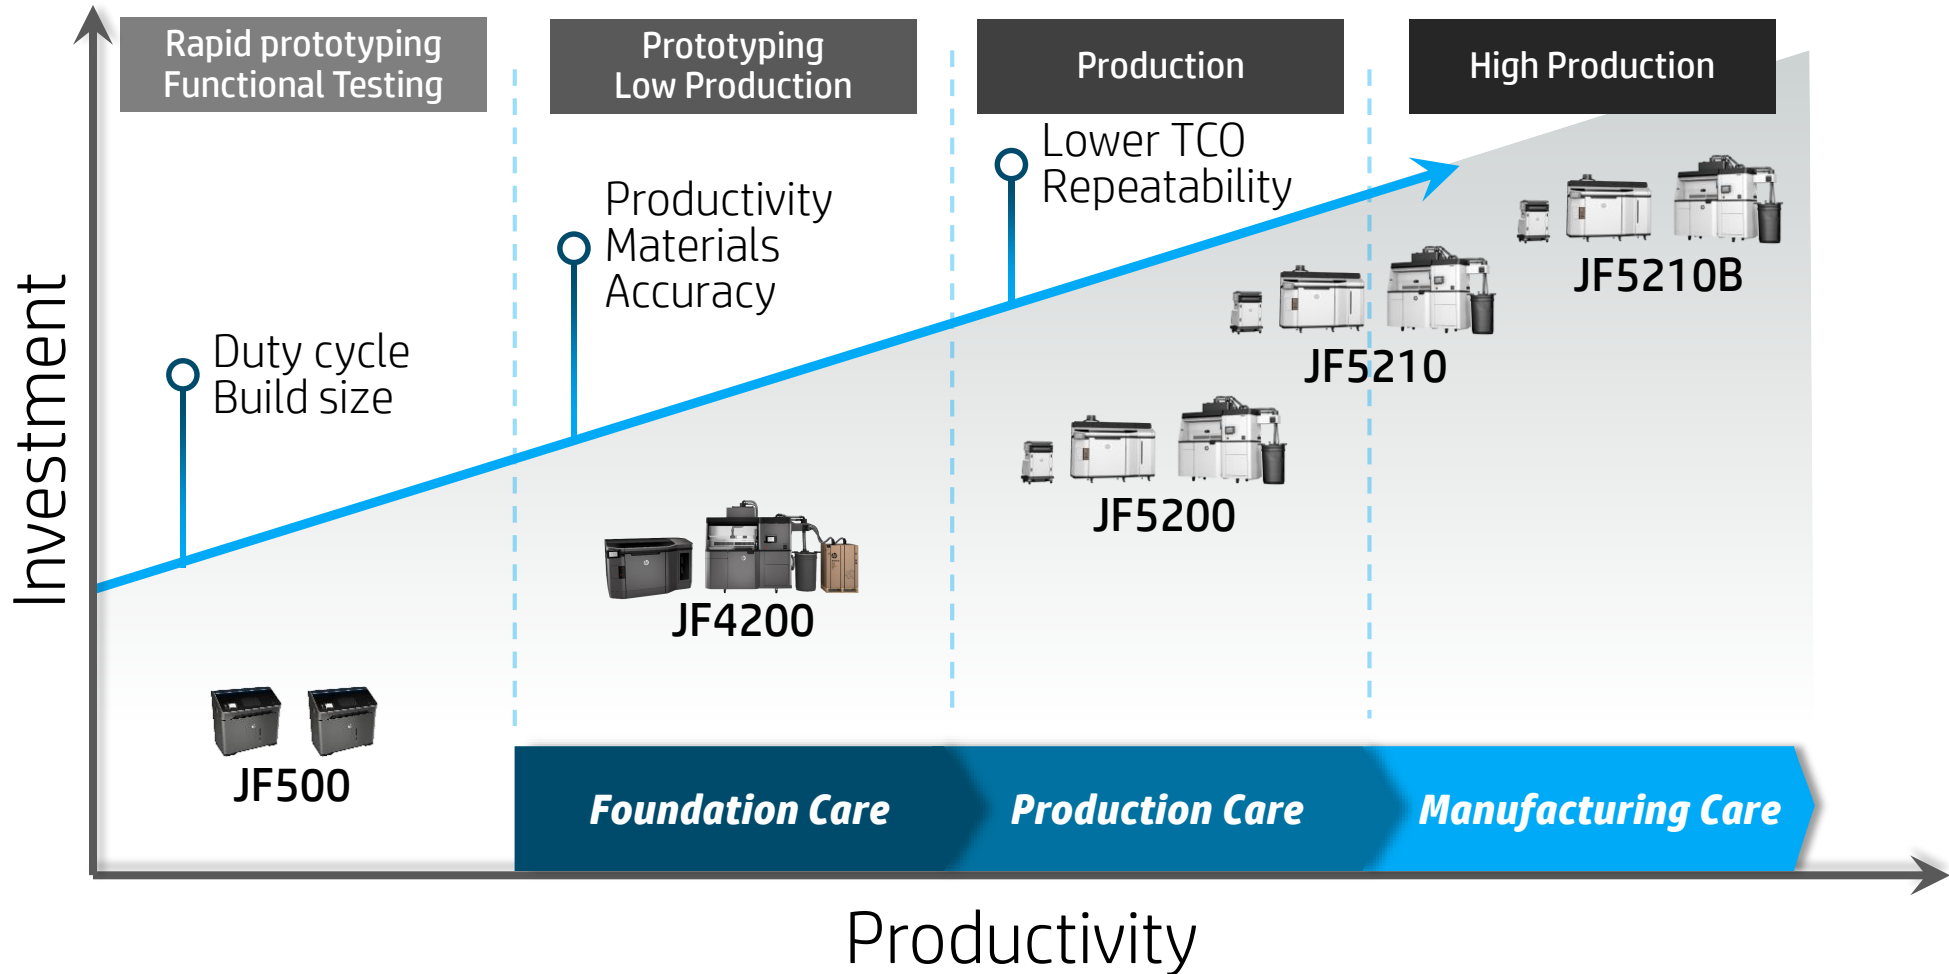 Rapid prototyping
Functional Testing
Prototyping
Low Production
Production
High Production
Lower TCO
Repeatability
Productivity
Materials
Accuracy
Duty cycle
Build size
Investment
JF5210B
JF5210
JF5200
JF4200
JF500
Foundation Care
Production Care
Manufacturing Care
Productivity